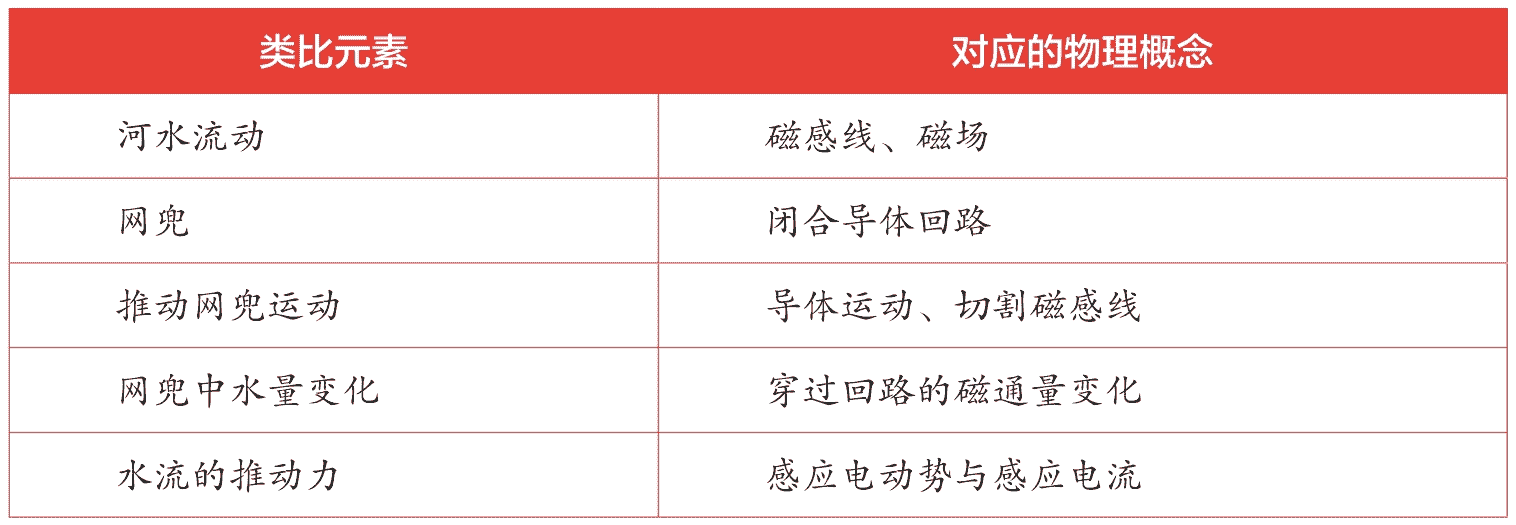 类比元素 对应的物理概念
河水流动 磁感线、磁场
网兜 闭合导体回路
推动网兜运动 导体运动、切割磁感线
网兜中水量变化 穿过回路的磁通量变化
水流的推动力 感应电动势与感应电流